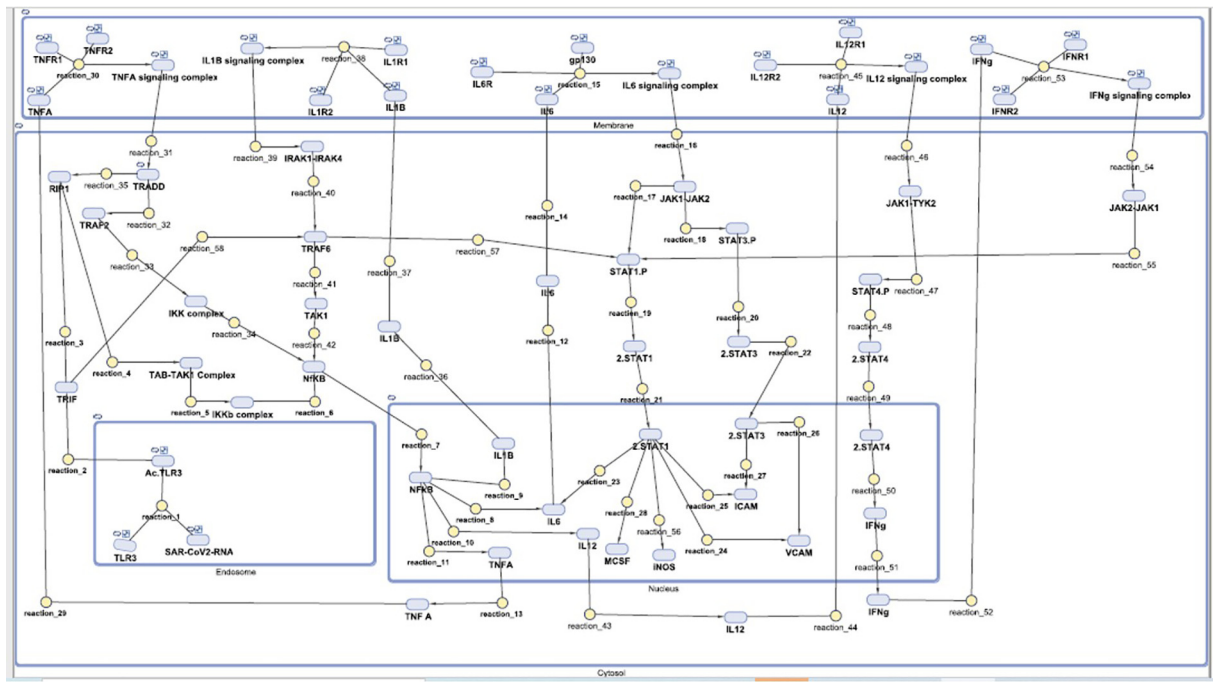 TNFR1
TNFR2
reaction_30
TNFA signaling complex
TNFA
IL1B signaling complex
reaction_38
IL1R1
IL1R2
IL1B
gp130
IL6R
reaction_15
IL6 signaling complex
IL6
IL12R1
IL12R2
reaction_45
IL12 signaling complex
IL12
IFNg
IFNR1
reaction_53
IFNR2
IFNg signaling complex
Membrane
reaction_31
reaction_39
IRAK1-IRAK4
reaction_16
reaction_46
reaction_54
RIP1
reaction_35
TRADD
reaction_40
reaction_17
JAK1-JAK2
JAK1-TYK2
JAK2-JAK1
TRAF2
reaction_32
reaction_14
reaction_18
STAT3.P
reaction_58
TRAF6
reaction_57
reaction_33
reaction_37
STAT1.P
reaction_55
reaction_41
IL6
STAT4.P
reaction_47
IKK complex
TAK1
reaction_19
reaction_20
reaction_48
reaction_34
IL1B
reaction_12
reaction_3
reaction_42
2.STAT1
2.STAT3
reaction_22
2.STAT4
reaction_4
TAB-TAK1 Complex
NfKB
reaction_36
TRIF
reaction_21
reaction_49
reaction_5
IKKb complex
reaction_6
reaction_2
Ac.TLR3
reaction_7
IL1B
2.STAT1
2.STAT3
reaction_26
2.STAT4
reaction_23
reaction_27
NFkB
reaction_9
reaction_50
reaction_1
reaction_8
IL6
reaction_28
reaction_25
ICAM
IFNg
TLR3
SAR-CoV2-RNA
reaction_10
IL12
reaction_56
reaction_24
VCAM
reaction_11
TNFA
MCSF
iNOS
reaction_51
Endosome
Nucleus
reaction_29
TNF A
reaction_13
reaction_43
IL12
reaction_44
IFNg
reaction_52
Cytosol